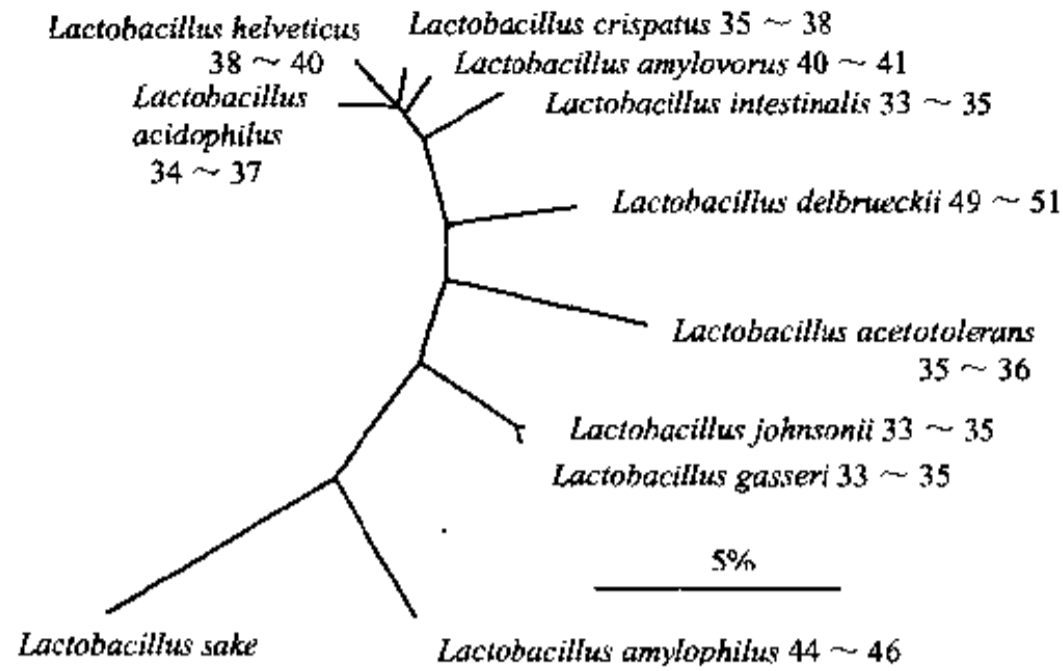 Lactobacillus helveticus
38 ～ 40
Lactobacillus crispatus 35 ～ 38
Lactobacillus amylovorus 40 ～ 41
Lactobacillus
acidophilus
34 ～ 37
Lactobacillus intestinalis 33 ～ 35
Lactobacillus delbrueckii 49 ～ 51
Lactobacillus acetotolerans
35 ～ 36
Lactobacillus johnsonii 33 ～ 35
Lactobacillus gasseri 33 ～ 35
5%
Lactobacillus sake
Lactobacillus amylophilus 44 ～ 46